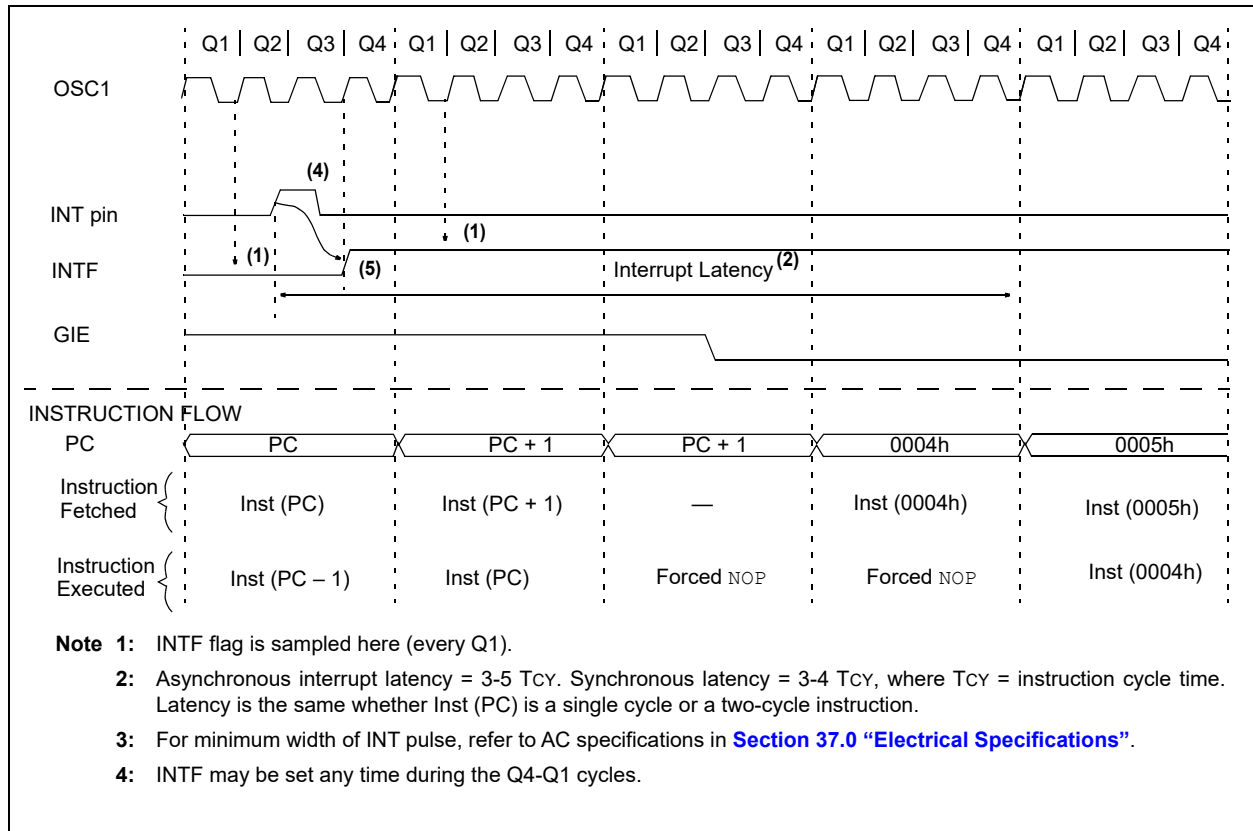 Q1 Q2 Q3 Q4 Q1 Q2 Q3 Q4 Q1 Q2 Q3 Q4 Q1 Q2 Q3 Q4 Q1 Q2 Q3 Q4
OSC1
(4)
INT pin
(1)
(1)
INTF
(5)
Interrupt Latency(2)
GIE
INSTRUCTION FLOW
PC PC PC + 1 PC + 1 0004h 0005h
Instruction
Fetched
Inst (PC) Inst (PC + 1) — Inst (0004h) Inst (0005h)
Instruction
Executed
Inst (PC – 1) Inst (PC) Forced NOP Forced NOP Inst (0004h)
Note 1: INTF flag is sampled here (every Q1).
2: Asynchronous interrupt latency = 3-5 TCY. Synchronous latency = 3-4 TCY, where TCY = instruction cycle time.
Latency is the same whether Inst (PC) is a single cycle or a two-cycle instruction.
3: For minimum width of INT pulse, refer to AC specifications in Section 37.0 “Electrical Specifications”.
4: INTF may be set any time during the Q4-Q1 cycles.